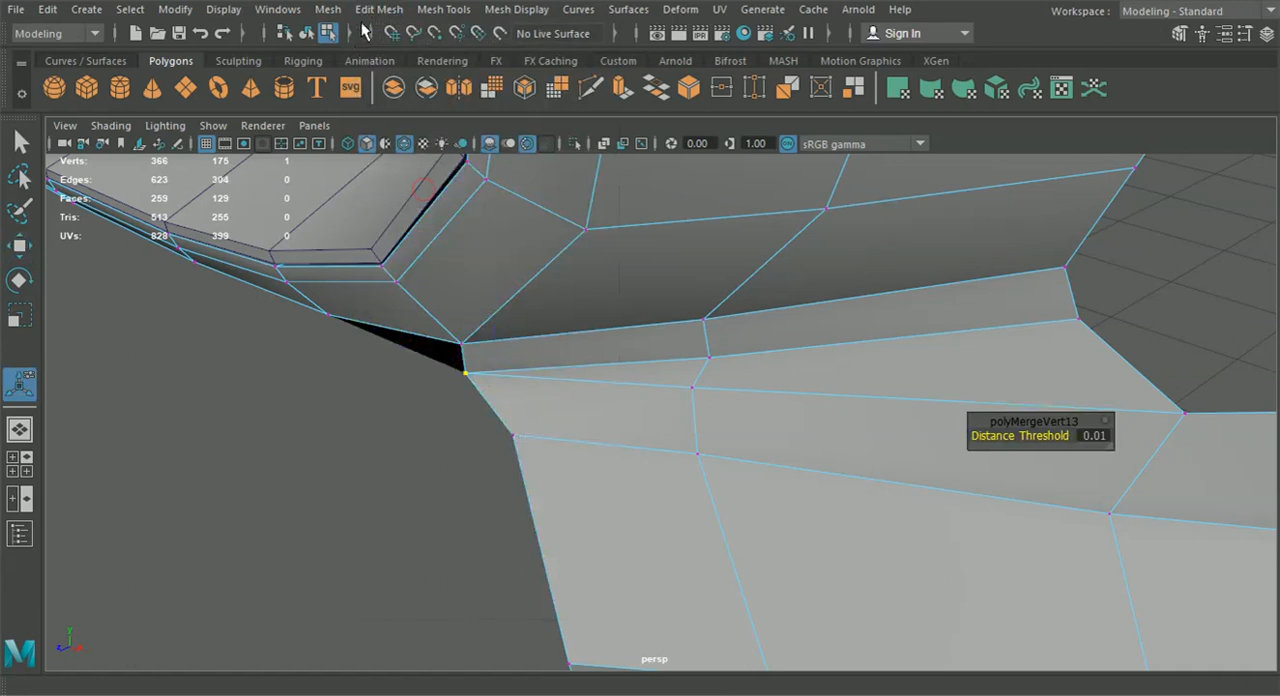 File Edit Create Select Modify Display Windows Mesh Edit Mesh Mesh Tools Mesh Display Curves Surfaces Deform UV Generate Cache Arnold Help Workspace: Modeling - Standard
Modeling No Live Surface Sign In
Curves / Surfaces Polygons Sculpting Rigging Animation Rendering FX FX Caching Custom Arnold Bifrost MASH Motion Graphics XGen
T SVG
View Shading Lighting Show Renderer Panels
0.00 1.00 sRGB gamma
Verts: 366 175 1
Edges: 623 304 0
Faces: 259 129 0
Tris: 513 255 0
UVs: 828 399 0
polyMergeVert13
Distance Threshold 0.01
persp